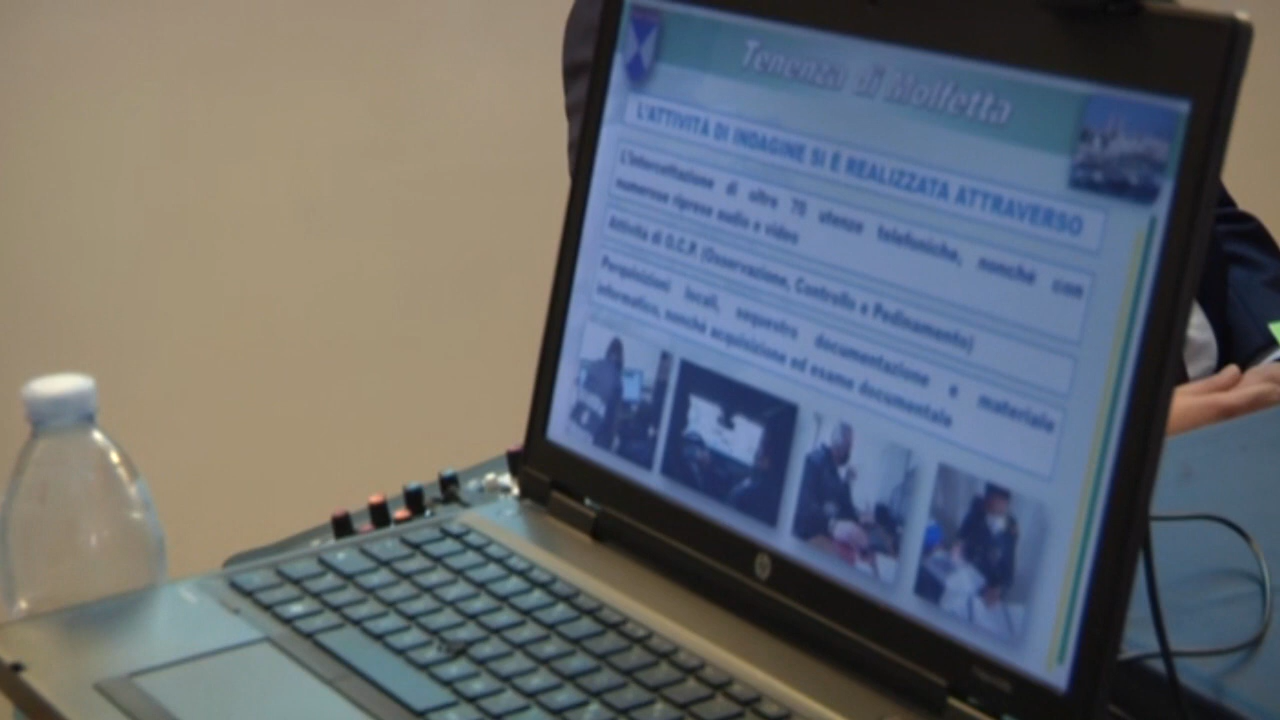 Tenenza di Molfetta
L'ATTIVITÀ DI INDAGINE SI È REALIZZATA ATTRAVERSO
L'intercettazione di oltre 70 utenze telefoniche, nonché con
numerose riprese audio e video
Attività di O.C.P. (Osservazione, Controllo e Pedinamento)
Perquisizioni locali, sequestro documentazione e materiale
informatico, nonché acquisizione ed esame documentale
hp